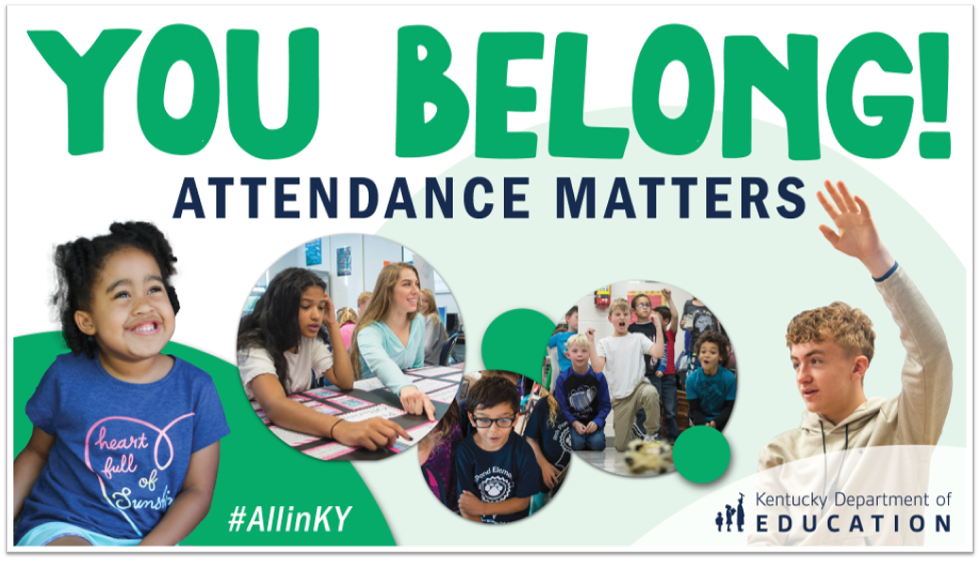 YOU BELONG!
ATTENDANCE MATTERS
heart
full
of
#AllinKY
Kentucky Department of
EDUCATION